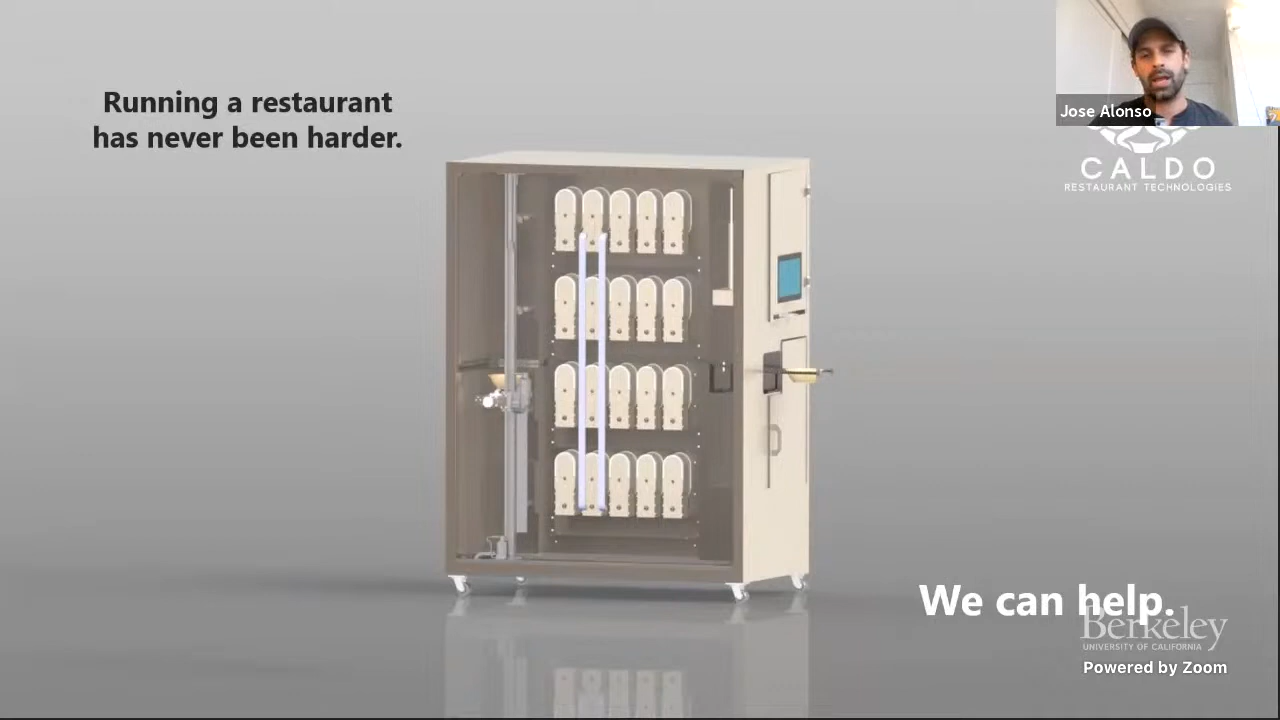 Running a restaurant
has never been harder.
Jose Alonso
CALDO
RESTAURANT TECHNOLOGIES
We can help.
Berkeley
UNIVERSITY OF CALIFORNIA
Powered by Zoom